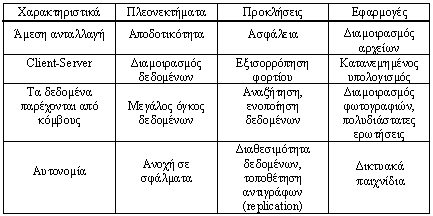 Χαρακτηριστικά Πλεονεκτήματα Προκλήσεις Εφαρμογές
Άμεση ανταλλαγή Αποδοτικότητα Ασφάλεια Διαμοιρασμός αρχείων
Client-Server Διαμοιρασμός δεδομένων Εξισορρόπηση φορτίου Κατανεμημένος υπολογισμός
Τα δεδομένα παρέχονται από κόμβους Μεγάλος όγκος δεδομένων Αναζήτηση, ενοποίηση δεδομένων Διαμοιρασμός φωτογραφιών, πολυδιάστατες ερωτήσεις
Αυτονομία Ανοχή σε σφάλματα Διαθεσιμότητα δεδομένων, τοποθέτηση αντιγράφων (replication) Δικτυακά παιχνίδια